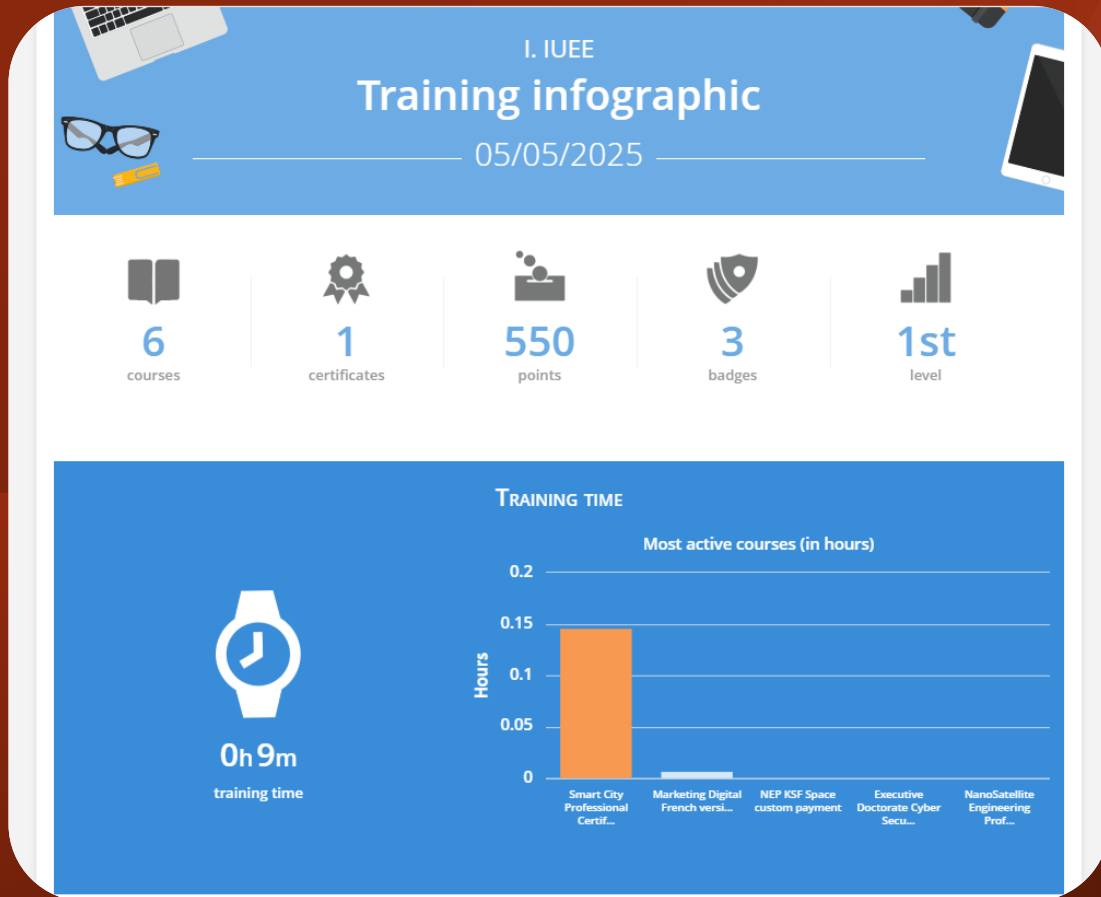 I. IUEE
Training infographic
05/05/2025
6
courses
1
certificates
550
points
3
badges
1st
level
Training time
0h 9m
training time
Most active courses (in hours)
Hours
0.2
0.15
0.1
0.05
0
Smart City
Professional
Certif...
Marketing Digital
French versi...
NEP KSF Space
custom payment
Executive
Doctorate Cyber
Secu...
NanoSatellite
Engineering
Prof...